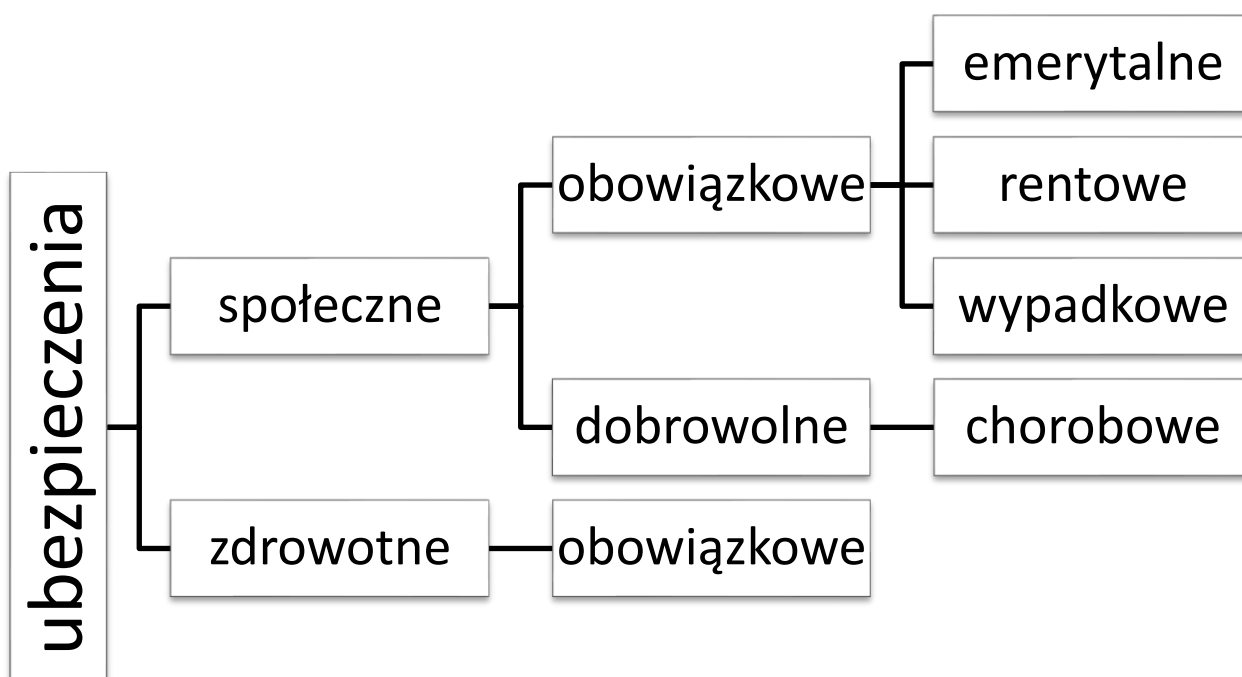 ubezpieczenia
społeczne
obowiązkowe
emerytalne
rentowe
wypadkowe
dobrowolne
chorobowe
zdrowotne
obowiązkowe